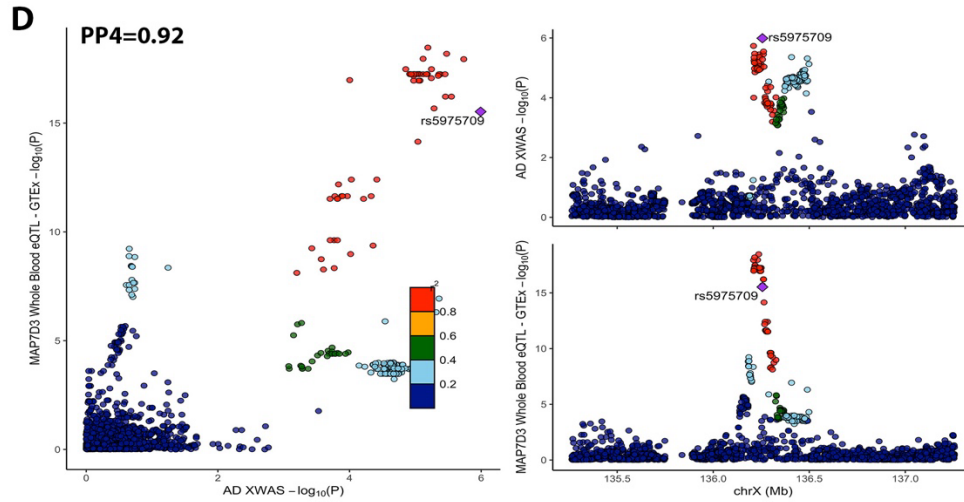 D
PP4=0.92
MAP7D3 Whole Blood eQTL - GTEx −log10(P)
15
10
5
0
rs5975709
r²
0.8
0.6
0.4
0.2
0
2
4
6
AD XWAS −log10(P)
AD XWAS −log10(P)
6
4
2
0
rs5975709
MAP7D3 Whole Blood eQTL - GTEx −log10(P)
15
10
5
0
rs5975709
135.5
136.0
136.5
137.0
chrX (Mb)